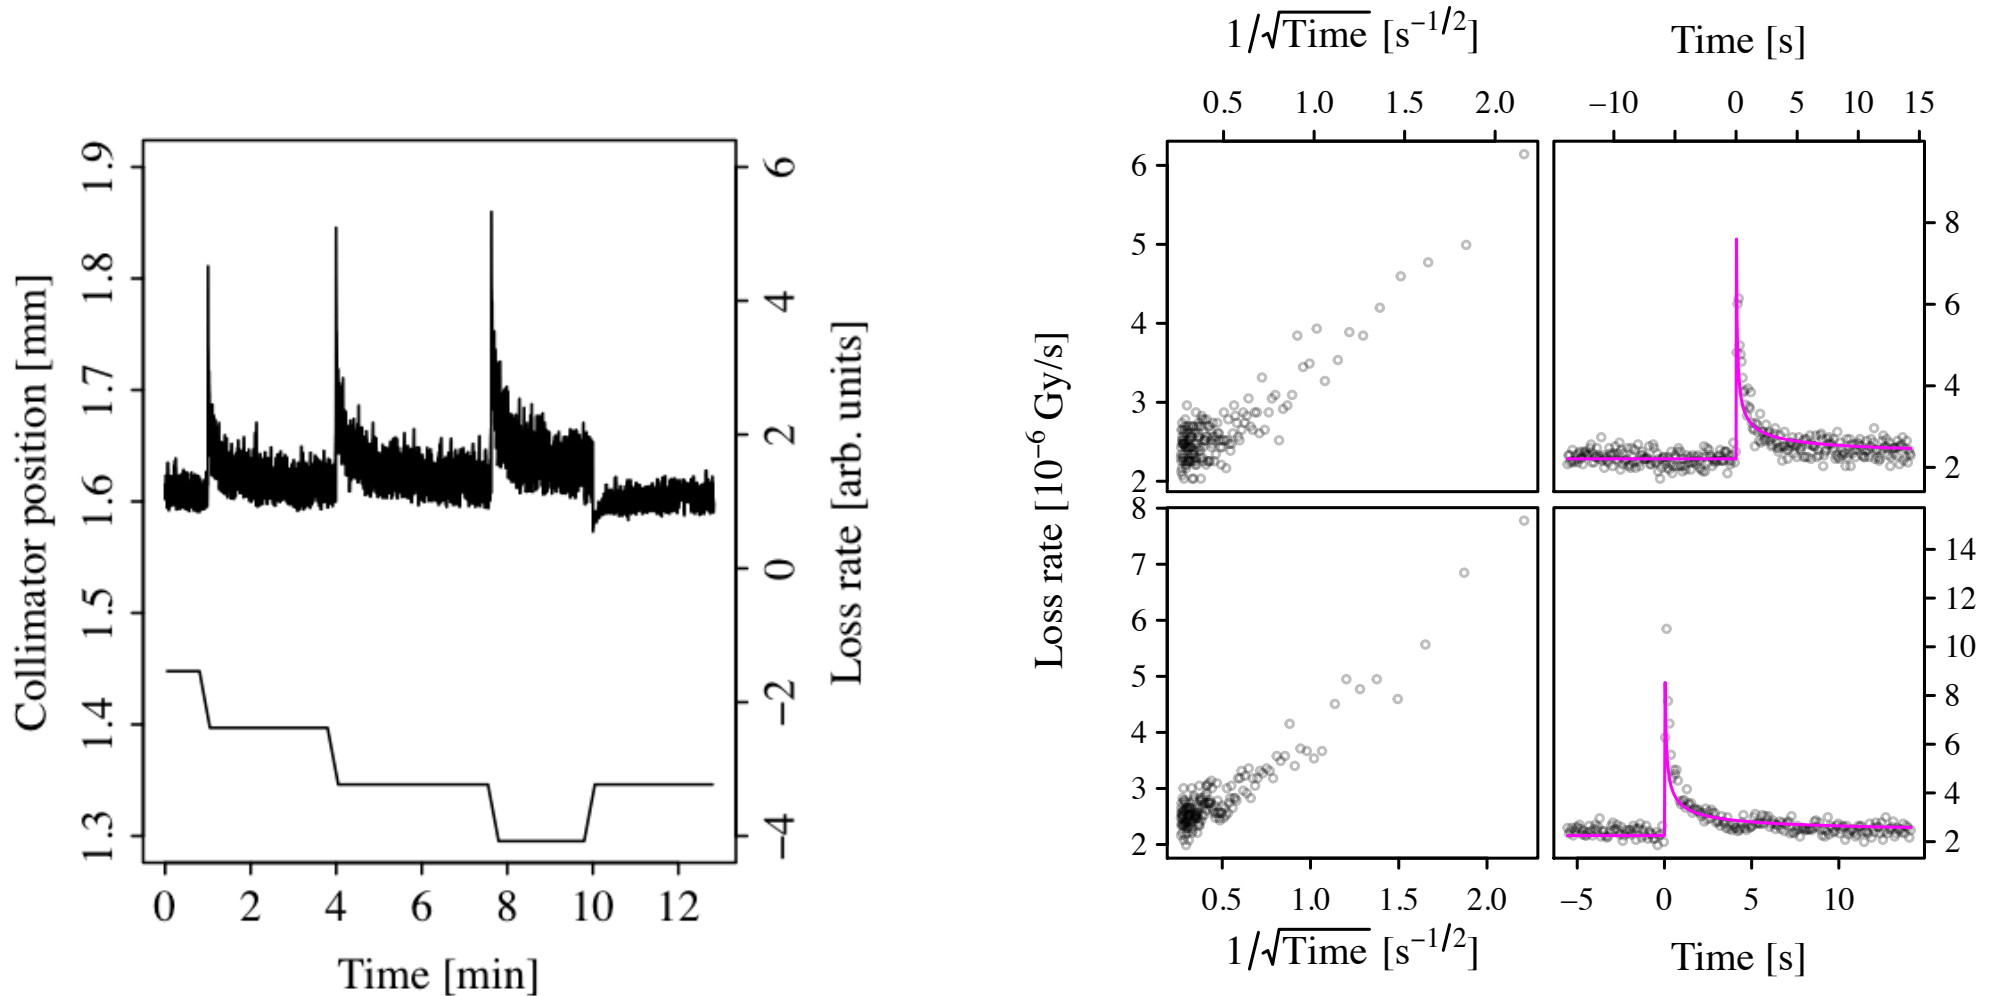 Collimator position [mm]
1.9
1.8
1.7
1.6
1.5
1.4
1.3
6
4
2
0
−2
−4
Loss rate [arb. units]
0 2 4 6 8 10 12
Time [min]
1/√Time [s−1/2]
Time [s]
0.5 1.0 1.5 2.0
−10 0 5 10 15
Loss rate [10−6 Gy/s]
6
5
4
3
2
8
6
4
2
8
7
6
5
4
3
2
14
12
10
8
6
4
2
0.5 1.0 1.5 2.0
−5 0 5 10
1/√Time [s−1/2]
Time [s]